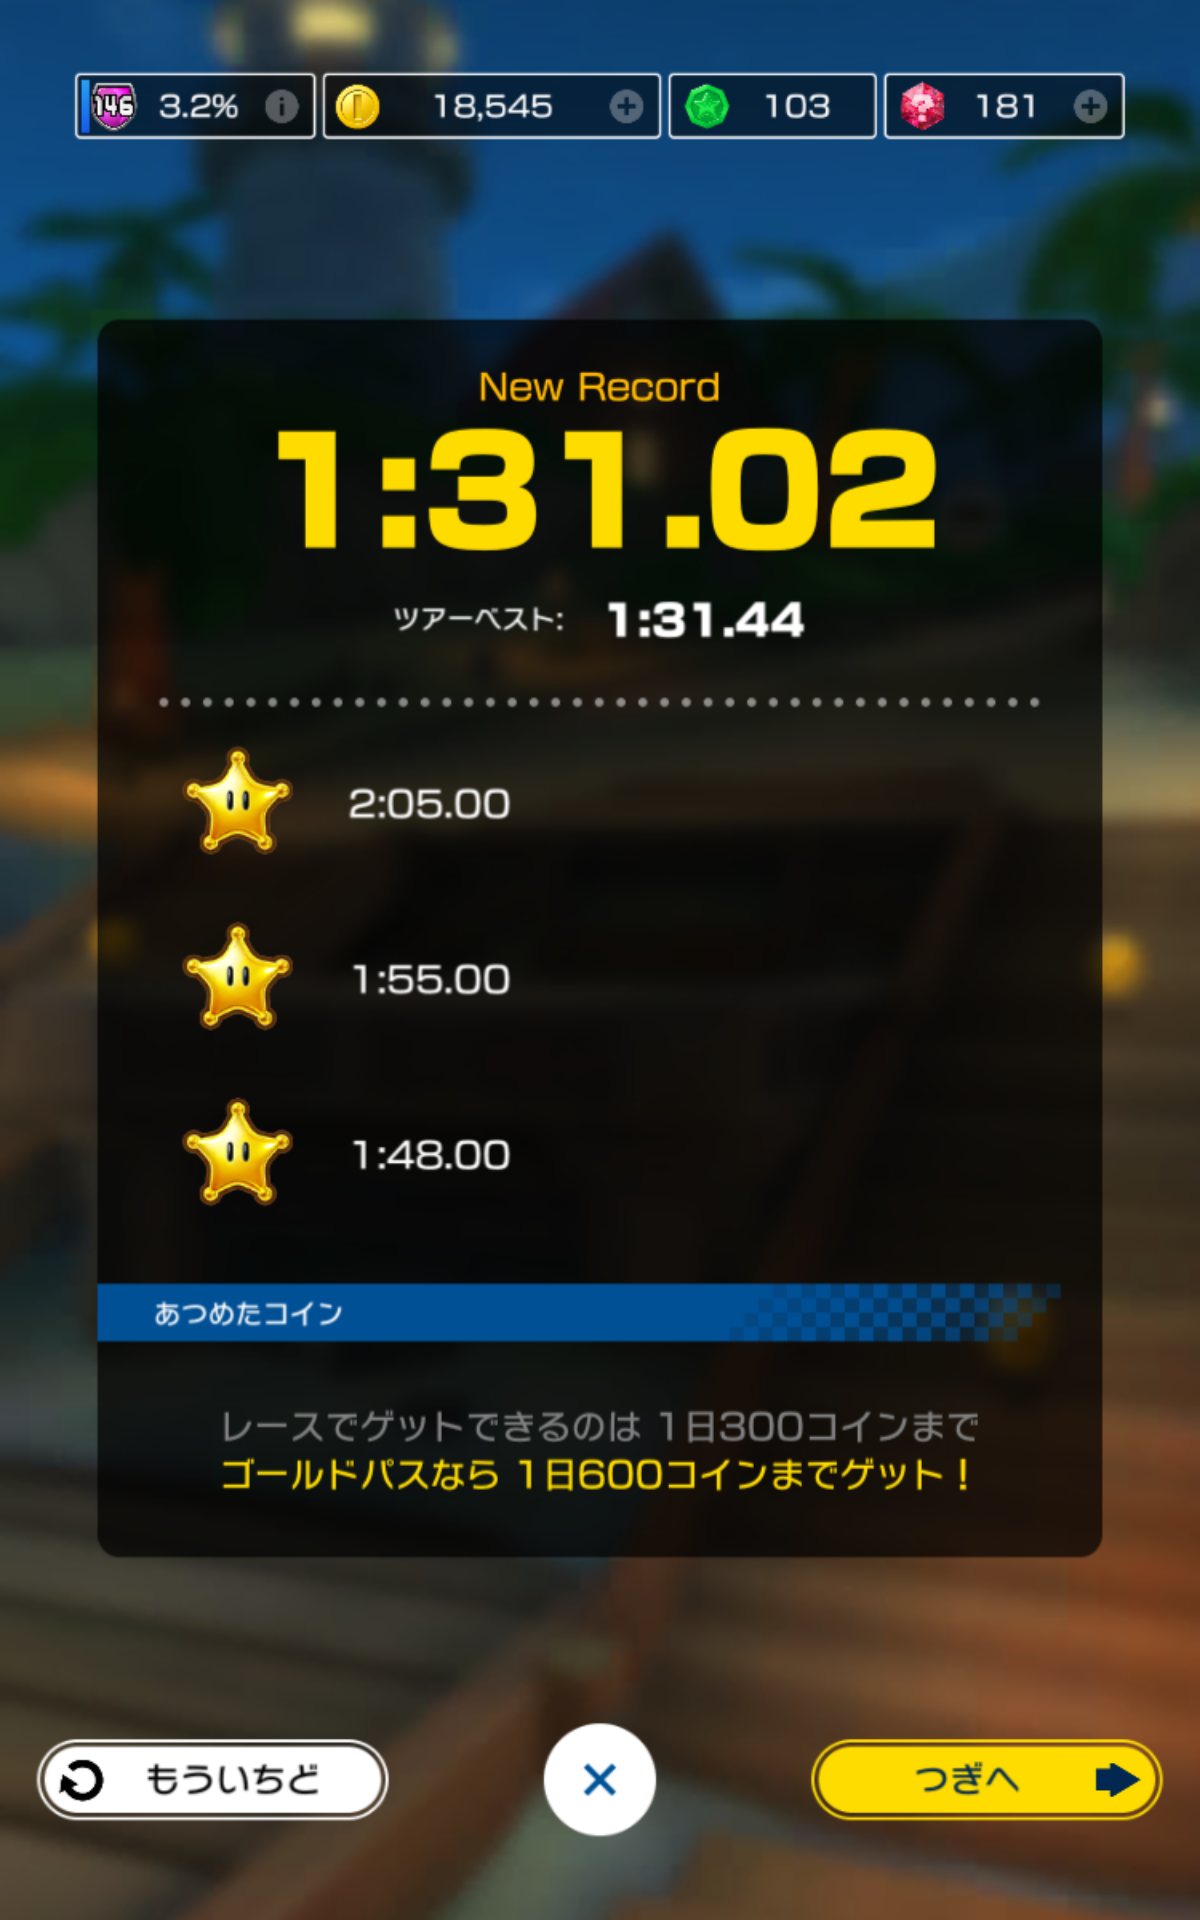 146 3.2% i 18,545 + 103 181 +
New Record
1:31.02
ツアーベスト: 1:31.44
2:05.00
1:55.00
1:48.00
あつめたコイン
レースでゲットできるのは 1日300コインまで
ゴールドパスなら 1日600コインまでゲット！
もういちど × つぎへ